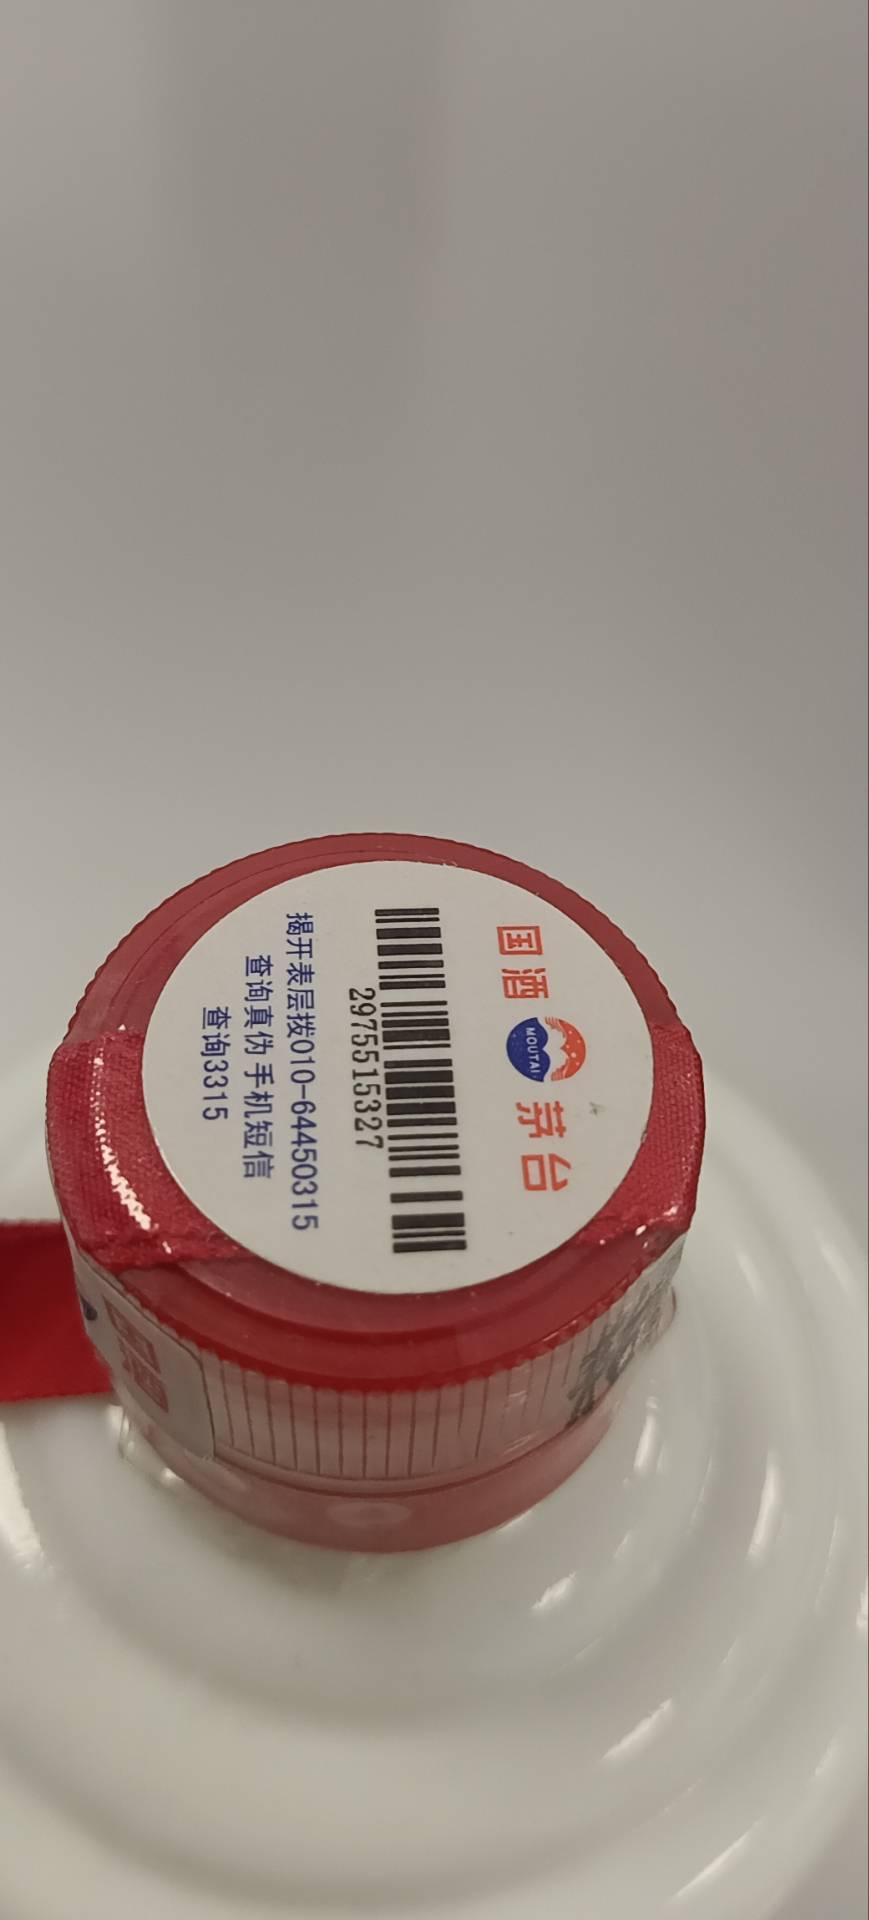 国酒 MOUTAI 茅台
2975515327
揭开表层拨010-64450315
查询真伪 手机短信
查询3315